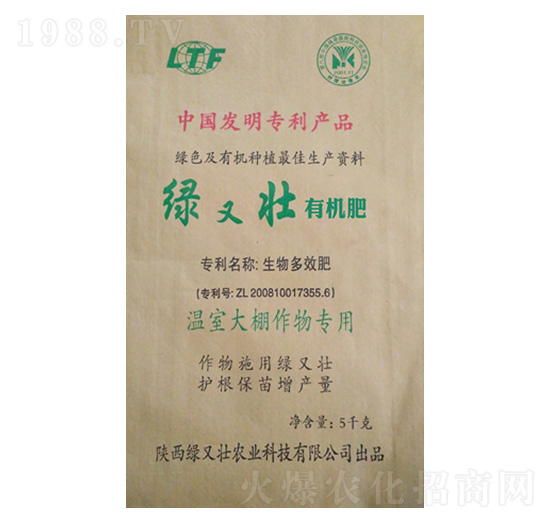 1988.TV
LTF
2003.12
中国发明专利产品
绿色及有机种植最佳生产资料
绿又壮 有机肥
专利名称: 生物多效肥
(专利号: ZL 200810017355.6)
温室大棚作物专用
作物施用绿又壮
护根保苗增产量
净含量: 5千克
陕西绿又壮农业科技有限公司出品
火爆农化招商网